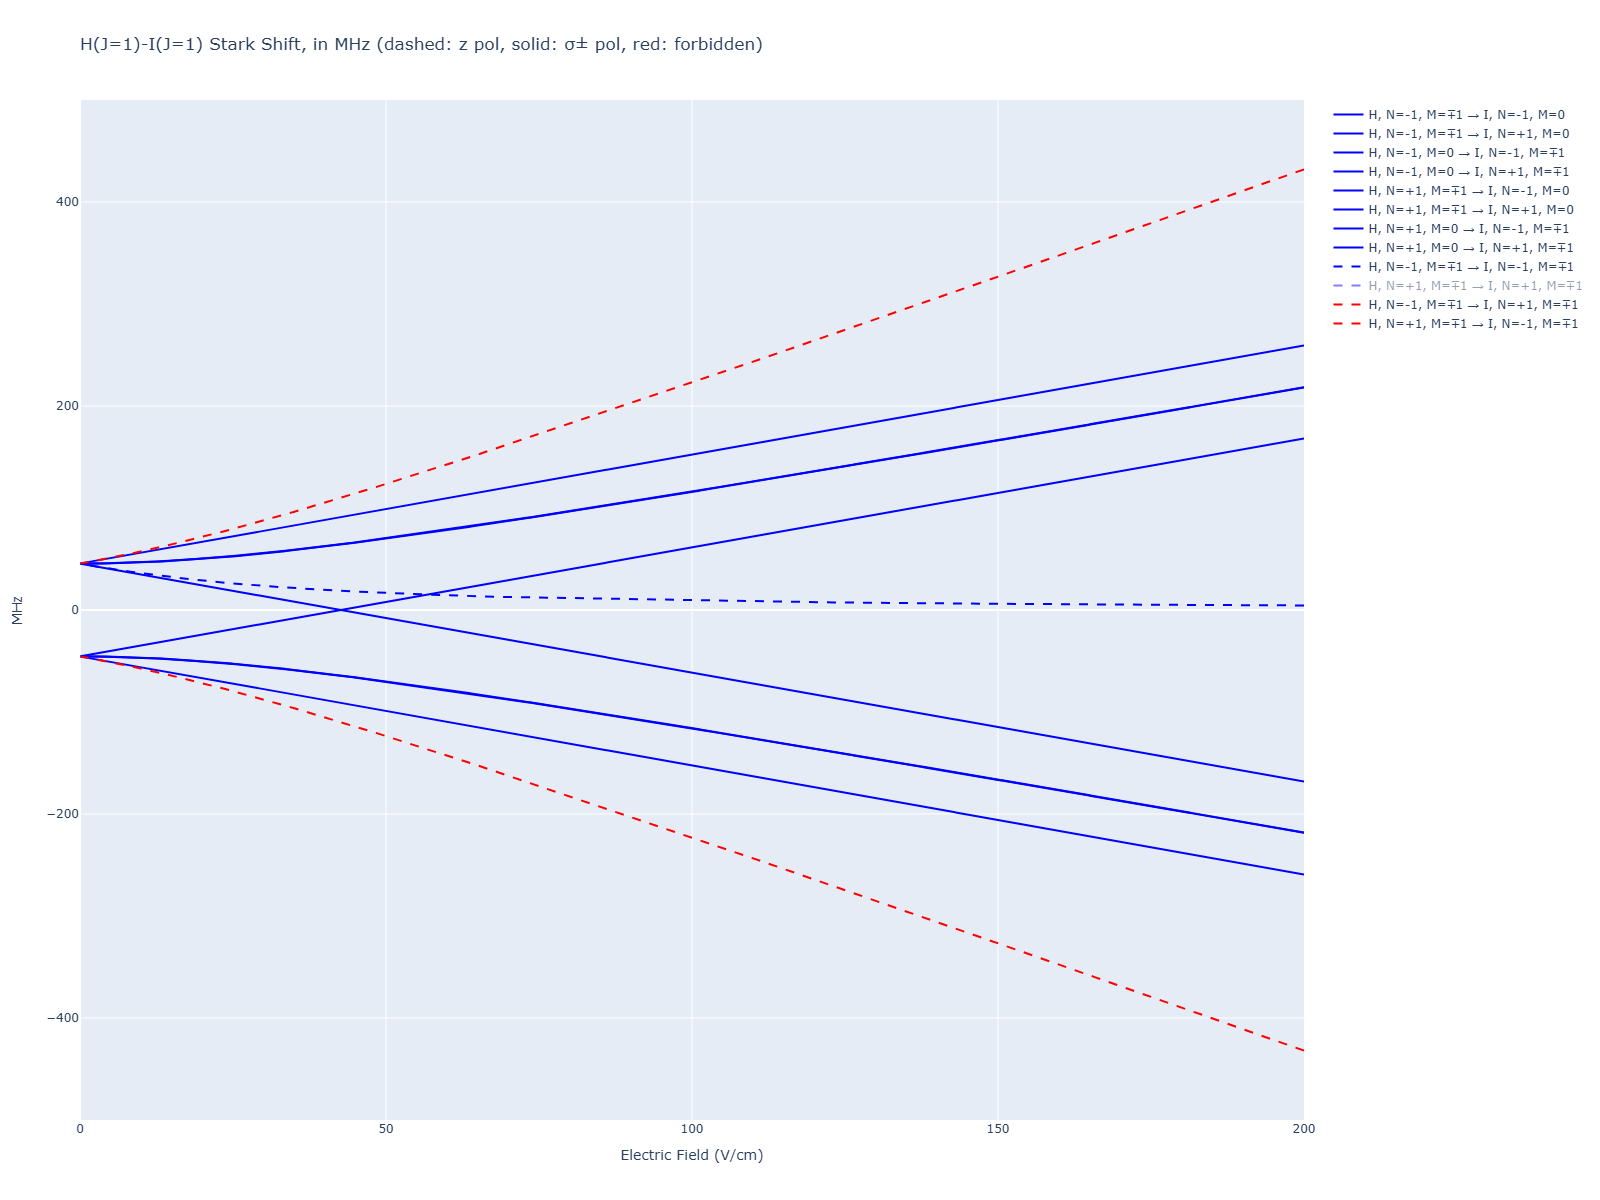 H(J=1)-I(J=1) Stark Shift, in MHz (dashed: z pol, solid: σ± pol, red: forbidden)
H, N=-1, M=∓1 → I, N=-1, M=0
H, N=-1, M=∓1 → I, N=+1, M=0
H, N=-1, M=0 → I, N=-1, M=∓1
H, N=-1, M=0 → I, N=+1, M=∓1
H, N=+1, M=∓1 → I, N=-1, M=0
H, N=+1, M=∓1 → I, N=+1, M=0
H, N=+1, M=0 → I, N=-1, M=∓1
H, N=+1, M=0 → I, N=+1, M=∓1
H, N=-1, M=∓1 → I, N=-1, M=∓1
H, N=+1, M=∓1 → I, N=+1, M=∓1
H, N=-1, M=∓1 → I, N=+1, M=∓1
H, N=+1, M=∓1 → I, N=-1, M=∓1
400
200
0
−200
−400
MHz
0
50
100
150
200
Electric Field (V/cm)